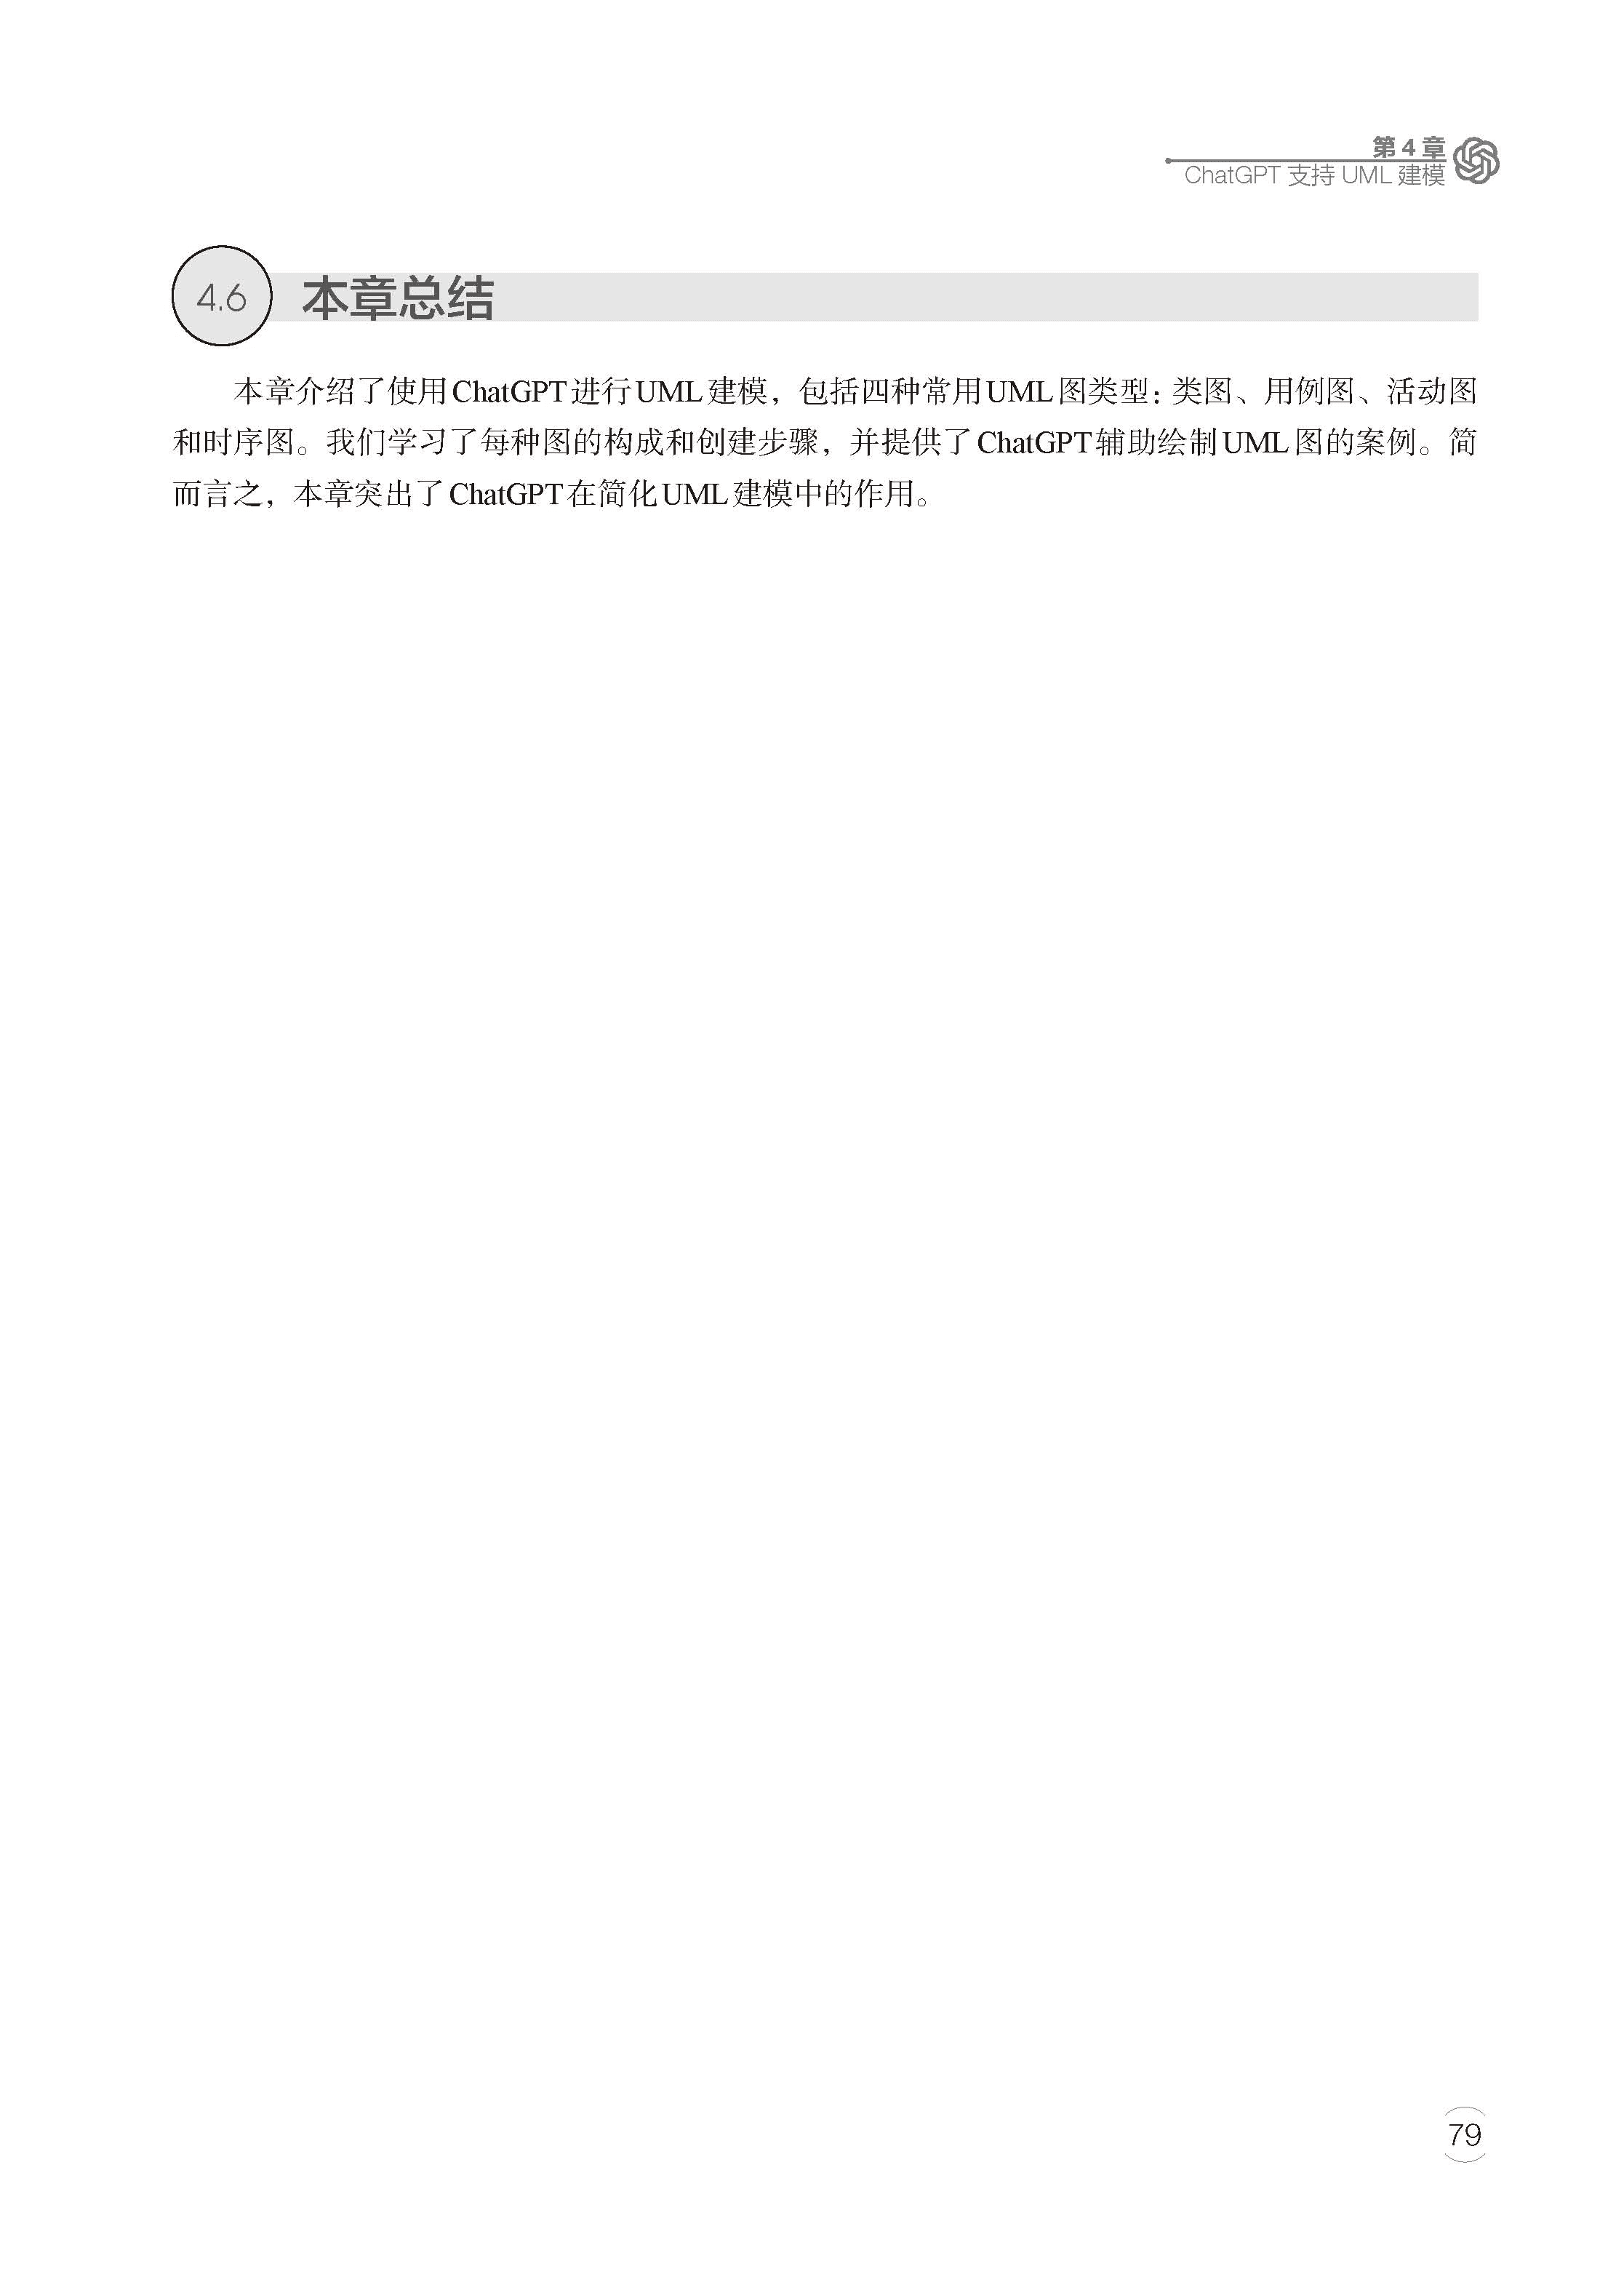 第4章
ChatGPT 支持 UML 建模
4.6 本章总结
本章介绍了使用ChatGPT进行UML建模，包括四种常用UML图类型：类图、用例图、活动图
和时序图。我们学习了每种图的构成和创建步骤，并提供了ChatGPT辅助绘制UML图的案例。简
而言之，本章突出了ChatGPT在简化UML建模中的作用。
79